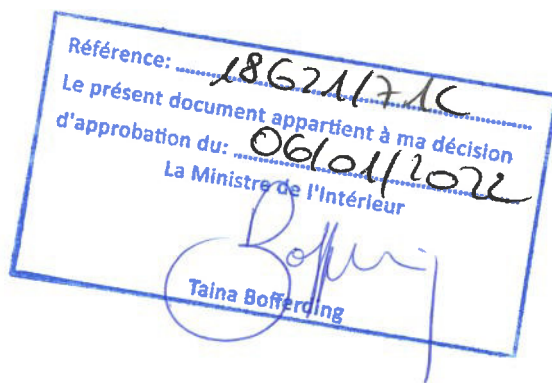 Référence: 18621/71C
Le présent document appartient à ma décision
d'approbation du: 06/01/2022
La Ministre de l'Intérieur
Taina Bofferding